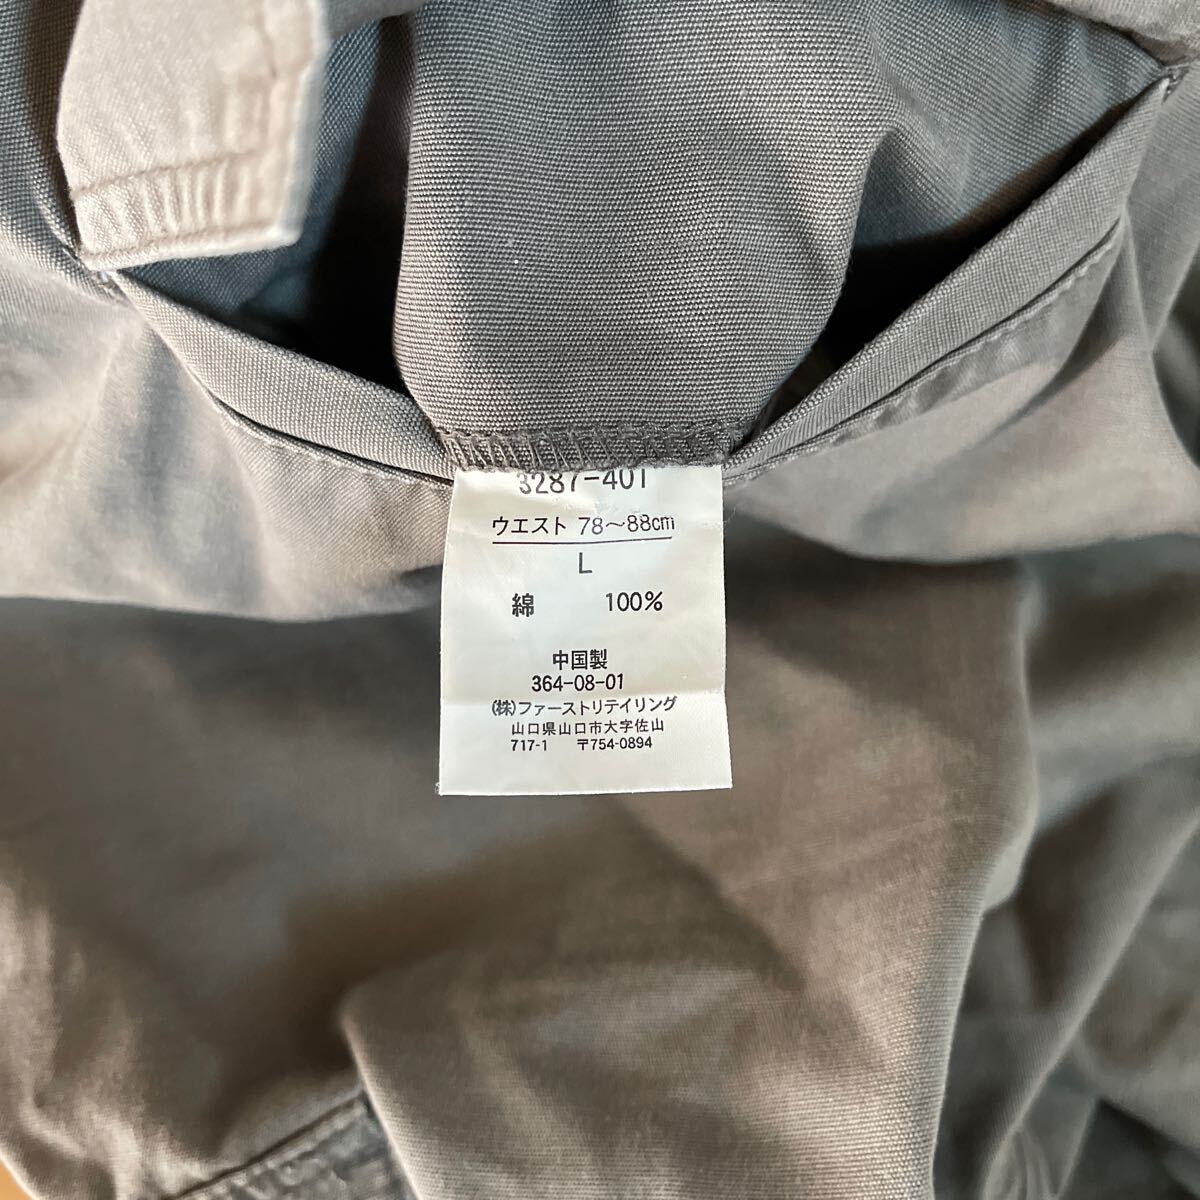 3287-401
ウエスト 78〜88cm
L
綿 100%
中国製
364-08-01
(株)ファーストリテイリング
山口県山口市大字佐山
717-1 〒754-0894